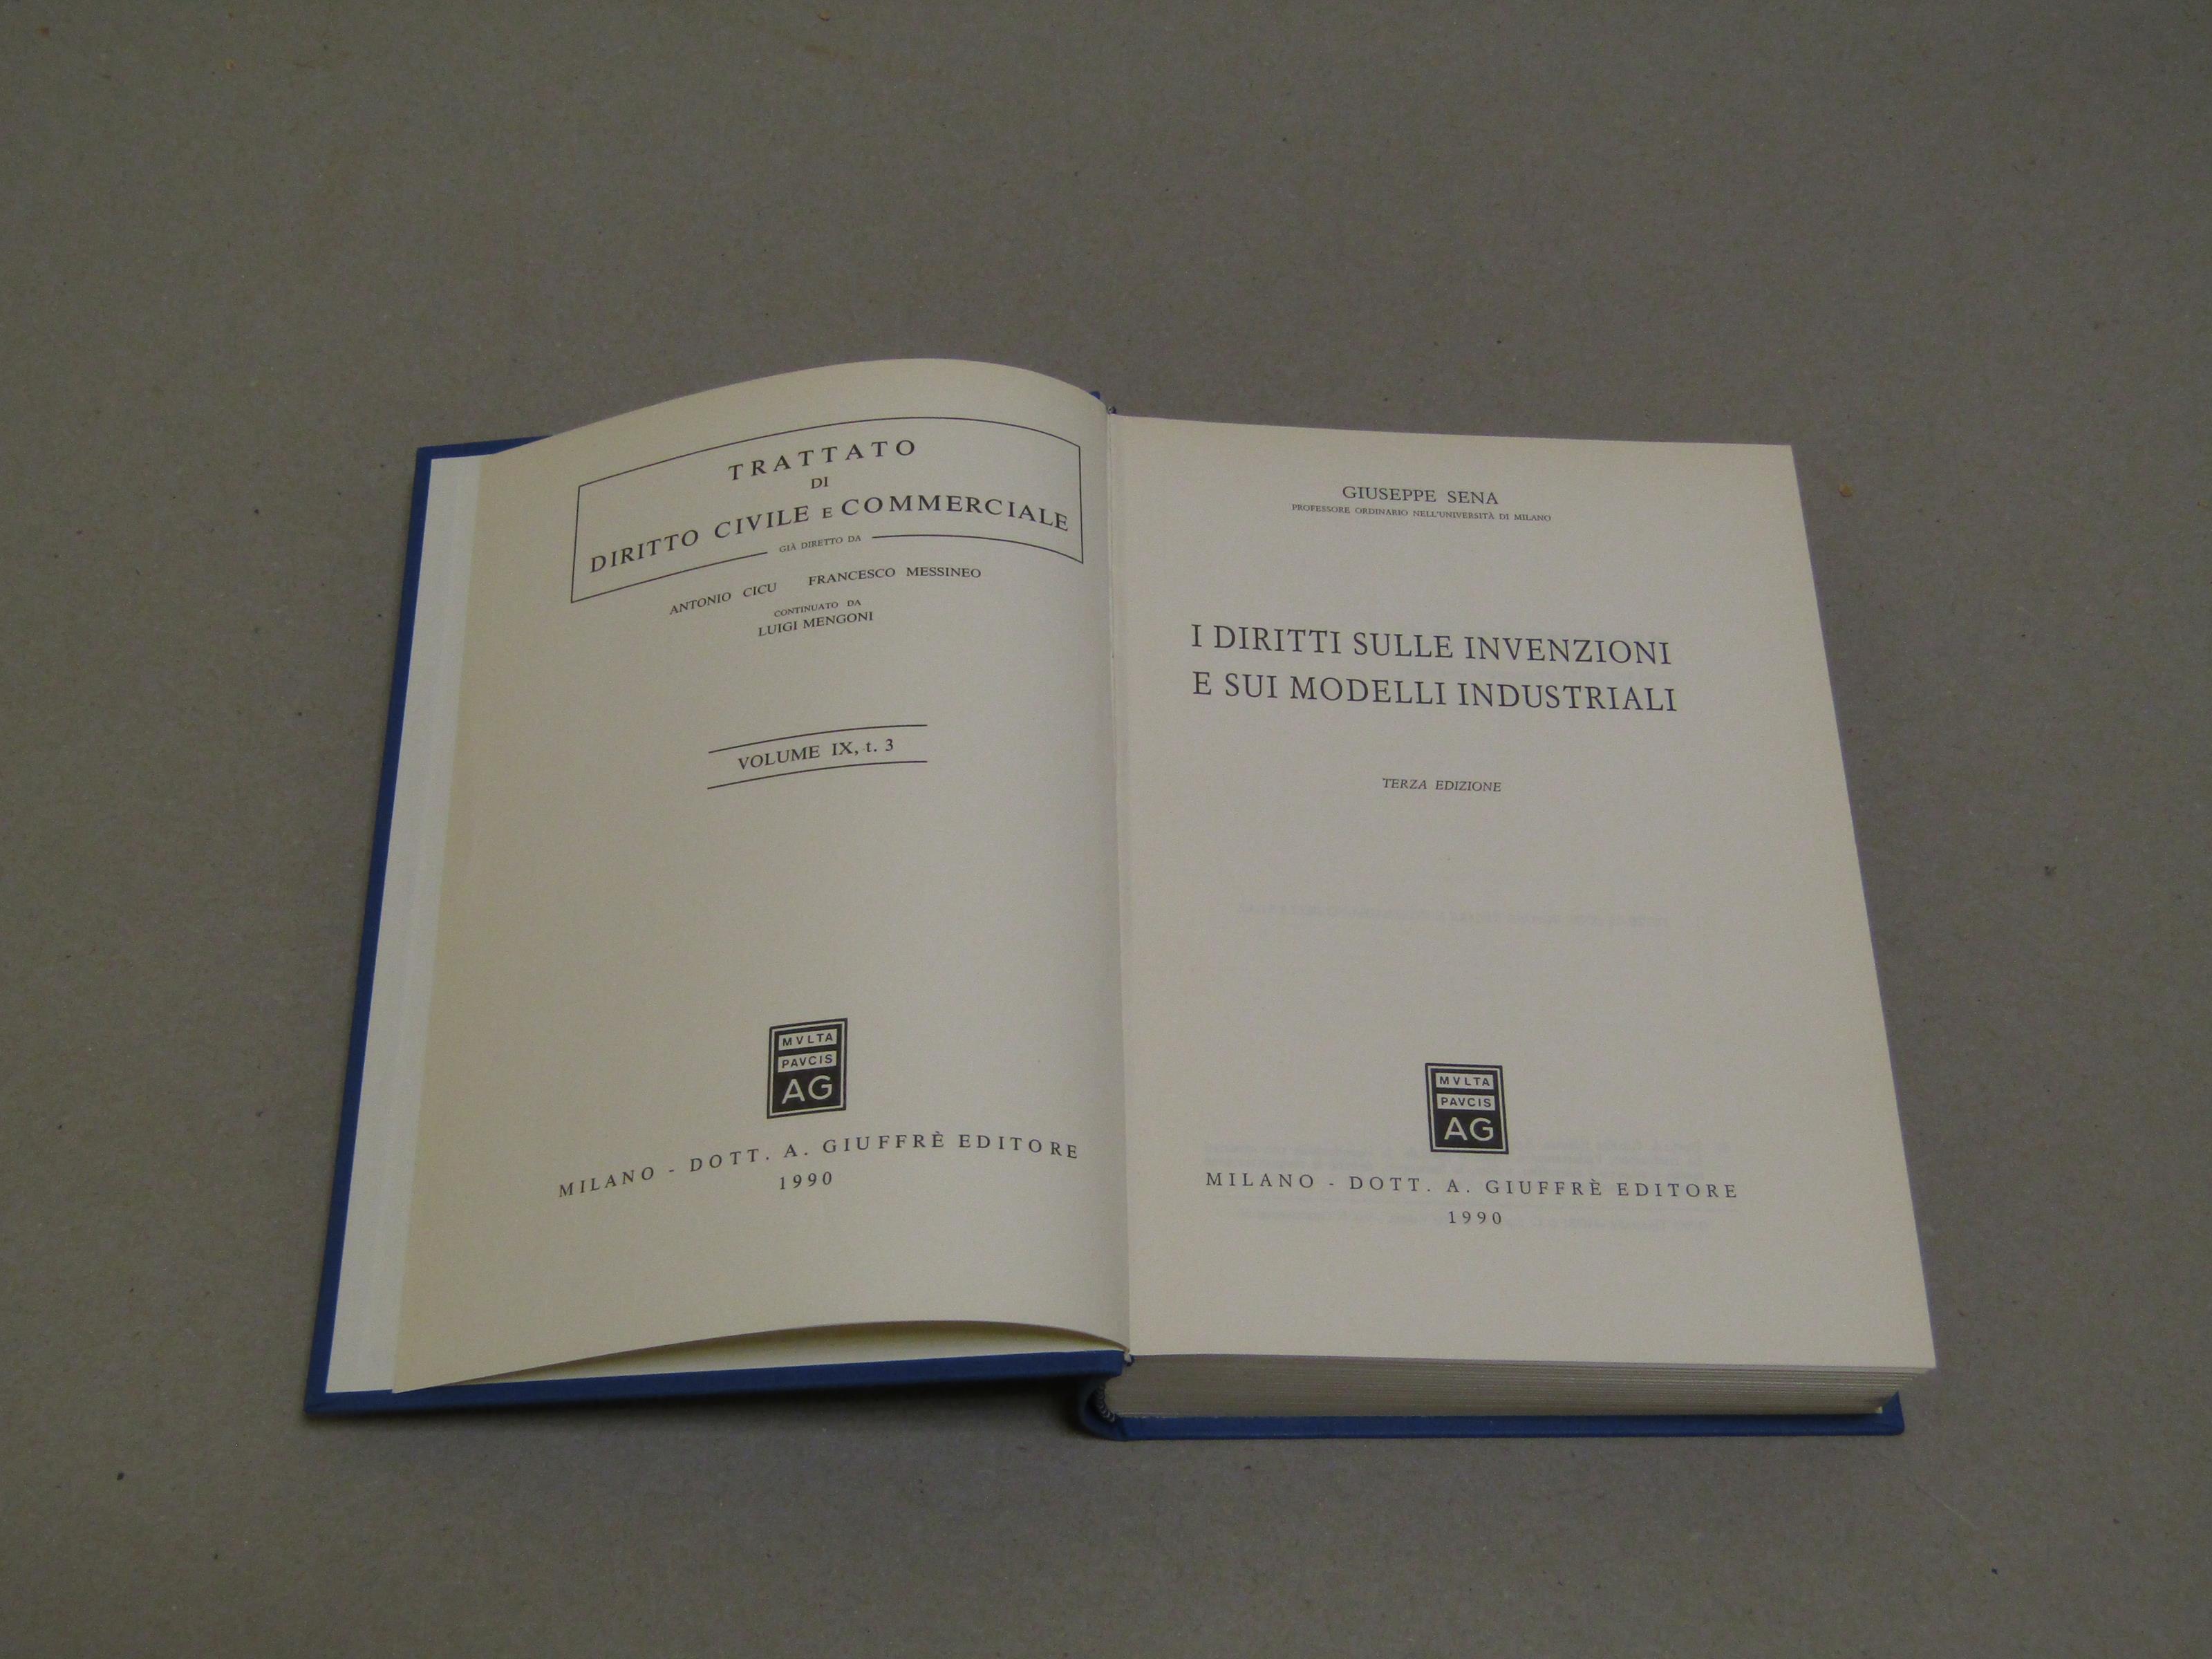 TRATTATO
DI
DIRITTO CIVILE E COMMERCIALE
GIÀ DIRETTO DA
ANTONIO CICU FRANCESCO MESSINEO
CONTINUATO DA
LUIGI MENGONI
VOLUME IX, t. 3
MVLTA
PAVCIS
AG
MILANO - DOTT. A. GIUFFRÈ EDITORE
1990
GIUSEPPE SENA
PROFESSORE ORDINARIO NELL'UNIVERSITÀ DI MILANO
I DIRITTI SULLE INVENZIONI
E SUI MODELLI INDUSTRIALI
TERZA EDIZIONE
MVLTA
PAVCIS
AG
MILANO - DOTT. A. GIUFFRÈ EDITORE
1990